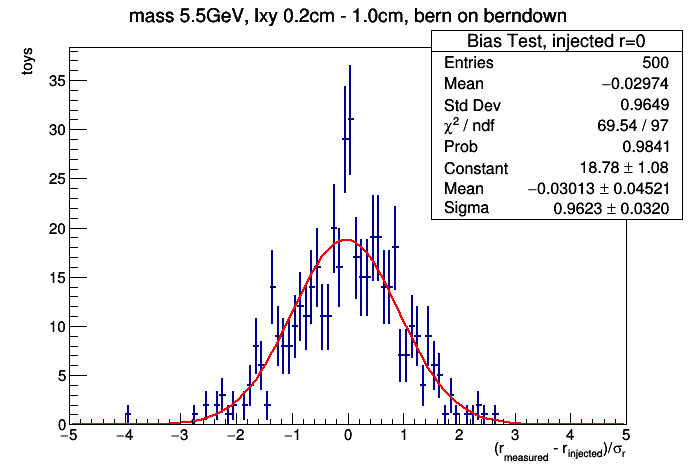 mass 5.5GeV, lxy 0.2cm - 1.0cm, bern on berndown
Bias Test, injected r=0
Entries 500
Mean −0.02974
Std Dev 0.9649
χ² / ndf 69.54 / 97
Prob 0.9841
Constant 18.78 ± 1.08
Mean −0.03013 ± 0.04521
Sigma 0.9623 ± 0.0320
toys
35
30
25
20
15
10
5
0
−5 −4 −3 −2 −1 0 1 2 3 4 5
(r_measured - r_injected)/σ_r